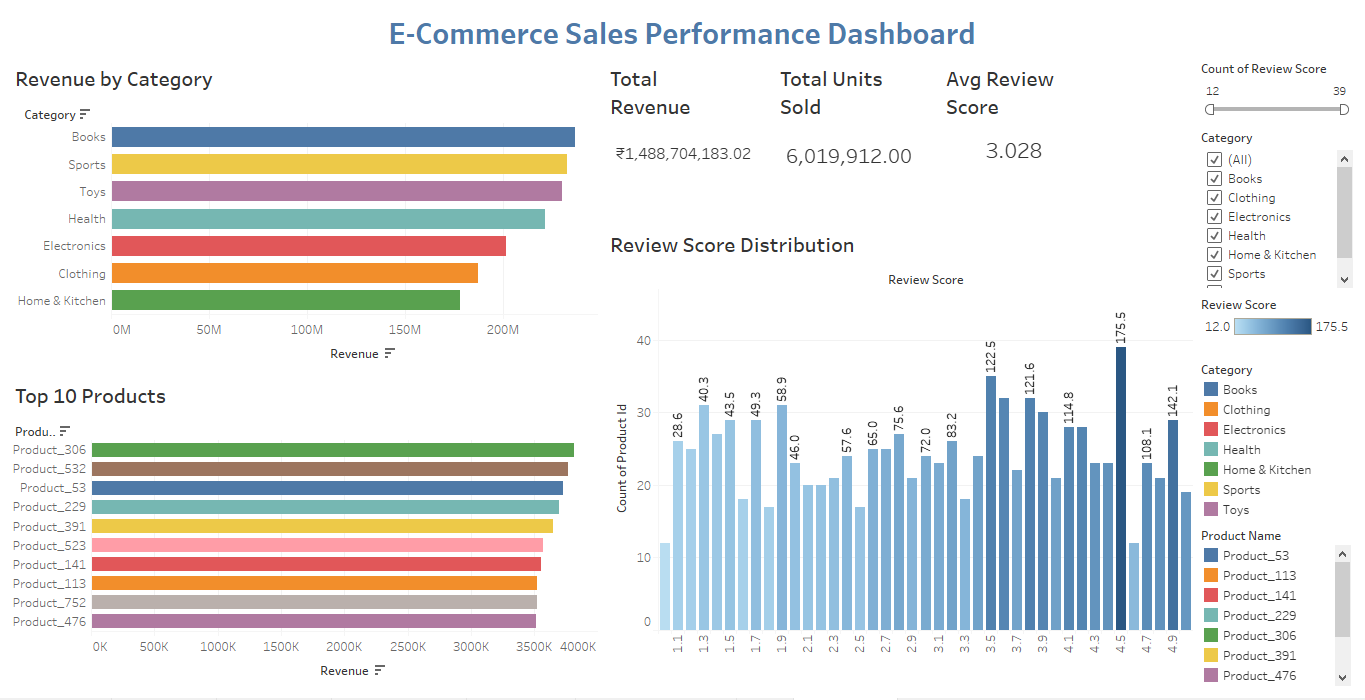 E-Commerce Sales Performance Dashboard
Revenue by Category
Category
Books
Sports
Toys
Health
Electronics
Clothing
Home & Kitchen
0M 50M 100M 150M 200M
Revenue
Top 10 Products
Produ..
Product_306
Product_532
Product_53
Product_229
Product_391
Product_523
Product_141
Product_113
Product_752
Product_476
0K 500K 1000K 1500K 2000K 2500K 3000K 3500K 4000K
Revenue
Total
Revenue
₹1,488,704,183.02
Total Units
Sold
6,019,912.00
Avg Review
Score
3.028
Review Score Distribution
Review Score
Count of Product Id
40
30
20
10
0
28.6 40.3 43.5 49.3 58.9 46.0 57.6 65.0 75.6 72.0 83.2 122.5 121.6 114.8 175.5 108.1 142.1
1.1 1.3 1.5 1.7 1.9 2.1 2.3 2.5 2.7 2.9 3.1 3.3 3.5 3.7 3.9 4.1 4.3 4.5 4.7 4.9
Count of Review Score
12 39
Category
(All)
Books
Clothing
Electronics
Health
Home & Kitchen
Sports
Review Score
12.0 175.5
Category
Books
Clothing
Electronics
Health
Home & Kitchen
Sports
Toys
Product Name
Product_53
Product_113
Product_141
Product_229
Product_306
Product_391
Product_476